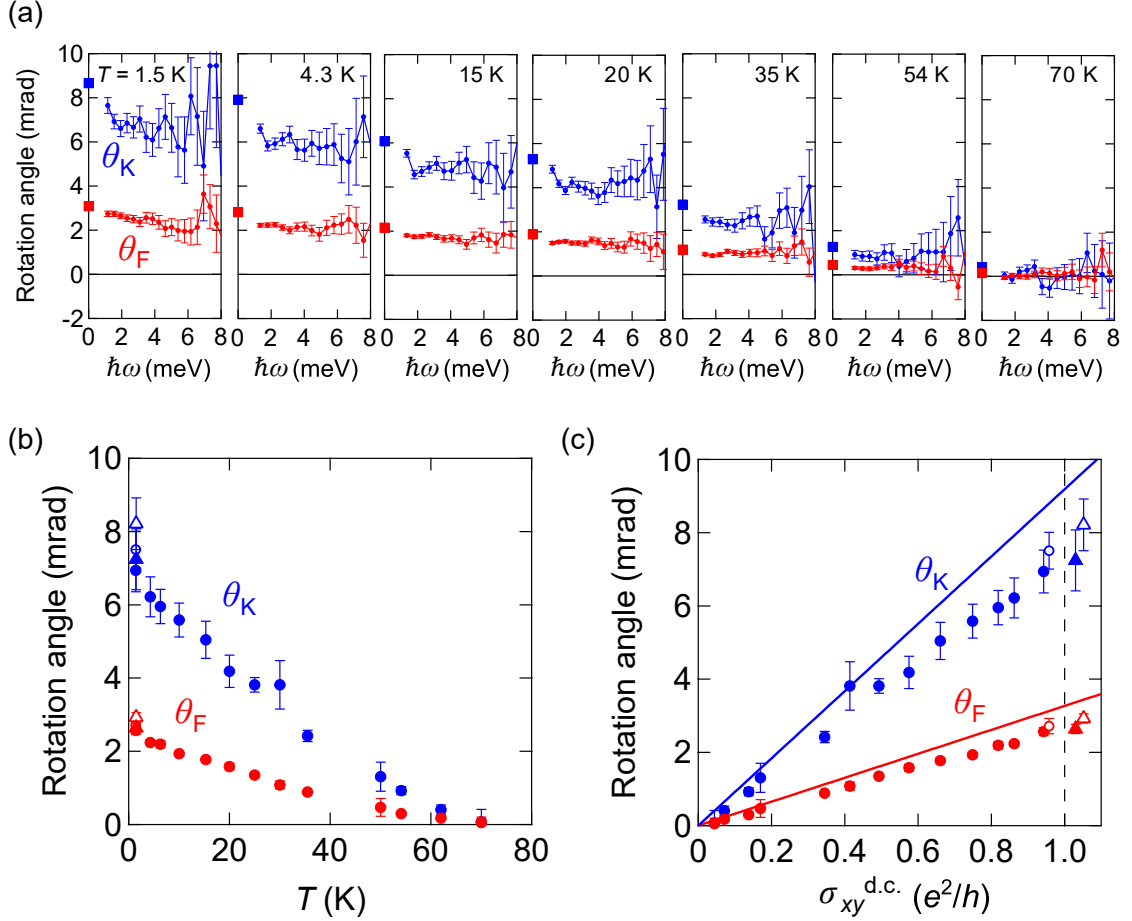 (a)
Rotation angle (mrad)
10
8
6
4
2
0
-2
T = 1.5 K
4.3 K
15 K
20 K
35 K
54 K
70 K
θK
θF
0 2 4 6 8
0 2 4 6 8
0 2 4 6 8
0 2 4 6 8
0 2 4 6 8
0 2 4 6 8
0 2 4 6 8
ħω (meV)
ħω (meV)
ħω (meV)
ħω (meV)
ħω (meV)
ħω (meV)
ħω (meV)
(b)
Rotation angle (mrad)
10
8
6
4
2
0
θK
θF
0 20 40 60 80
T (K)
(c)
Rotation angle (mrad)
10
8
6
4
2
0
θK
θF
0 0.2 0.4 0.6 0.8 1.0
σxy d.c. (e²/h)